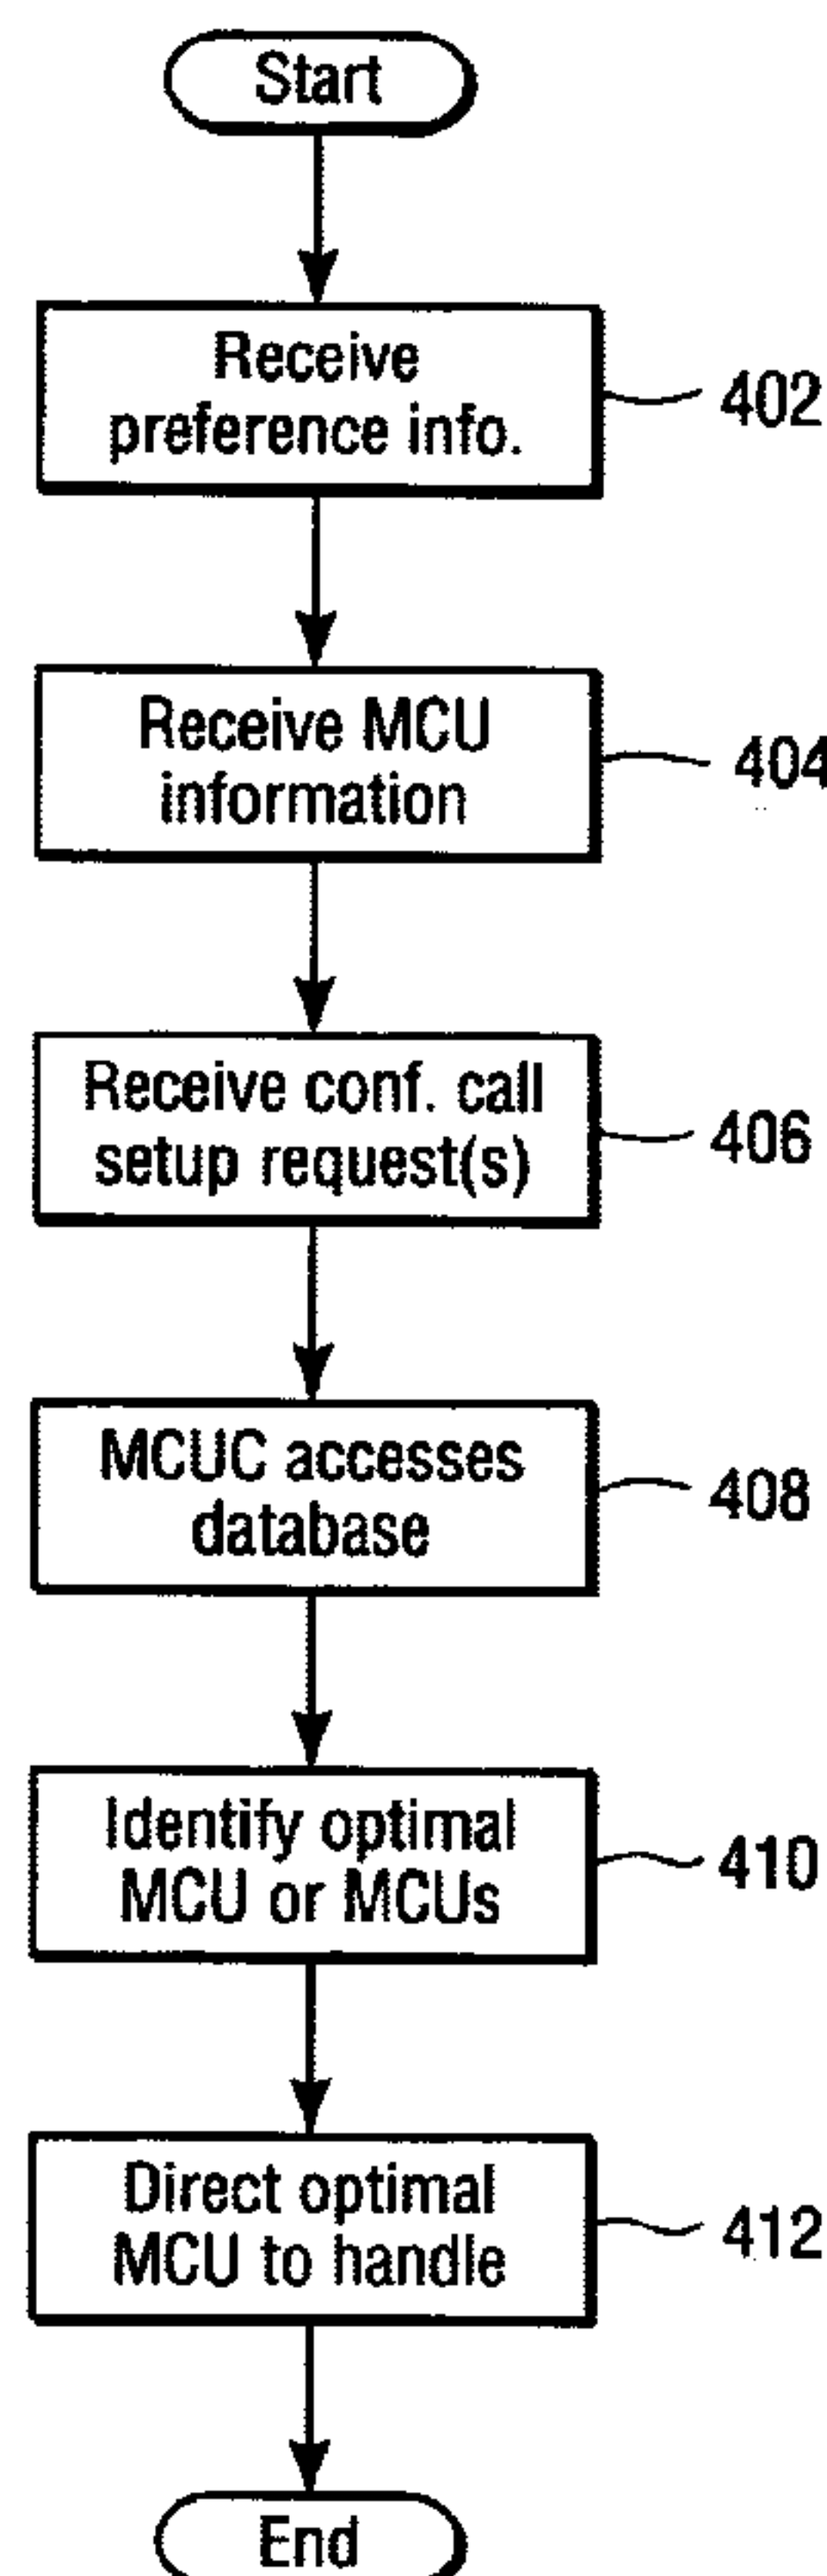 Start
Receive
preference info.
402
Receive MCU
information
404
Receive conf. call
setup request(s)
406
MCUC accesses
database
408
Identify optimal
MCU or MCUs
410
Direct optimal
MCU to handle
412
End